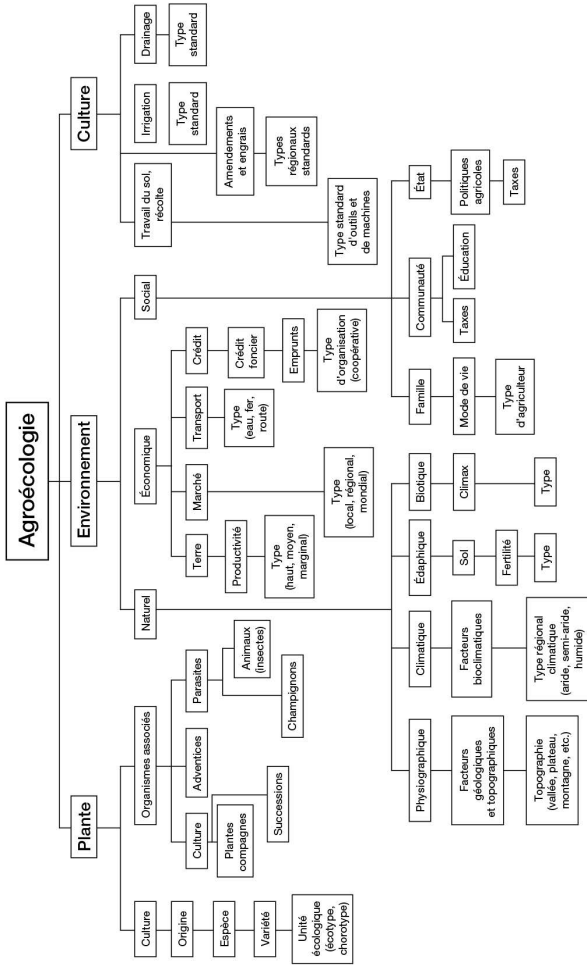 Agroécologie
Plante
Environnement
Culture
Culture
Origine
Espèce
Variété
Unité
écologique
(écotype,
chorotype)
Organismes associés
Culture
Plantes
compagnes
Successions
Adventices
Parasites
Animaux
(insectes)
Champignons
Naturel
Physiographique
Facteurs
géologiques
et topographiques
Topographie
(vallée, plateau,
montagne, etc.)
Climatique
Facteurs
bioclimatiques
Type régional
climatique
(aride, semi-aride,
humide)
Édaphique
Sol
Fertilité
Type
Biotique
Climax
Type
Économique
Terre
Productivité
Type
(haut, moyen,
marginal)
Marché
Type
(local, régional,
mondial)
Transport
Type
(eau, fer,
route)
Crédit
Crédit
foncier
Emprunts
Type
d'organisation
(coopérative)
Social
Famille
Mode de vie
Type
d'agriculteur
Communauté
Taxes
Éducation
État
Politiques
agricoles
Taxes
Travail du sol,
récolte
Type standard
d'outils et
de machines
Amendements
et engrais
Types
régionaux
standards
Irrigation
Type
standard
Drainage
Type
standard